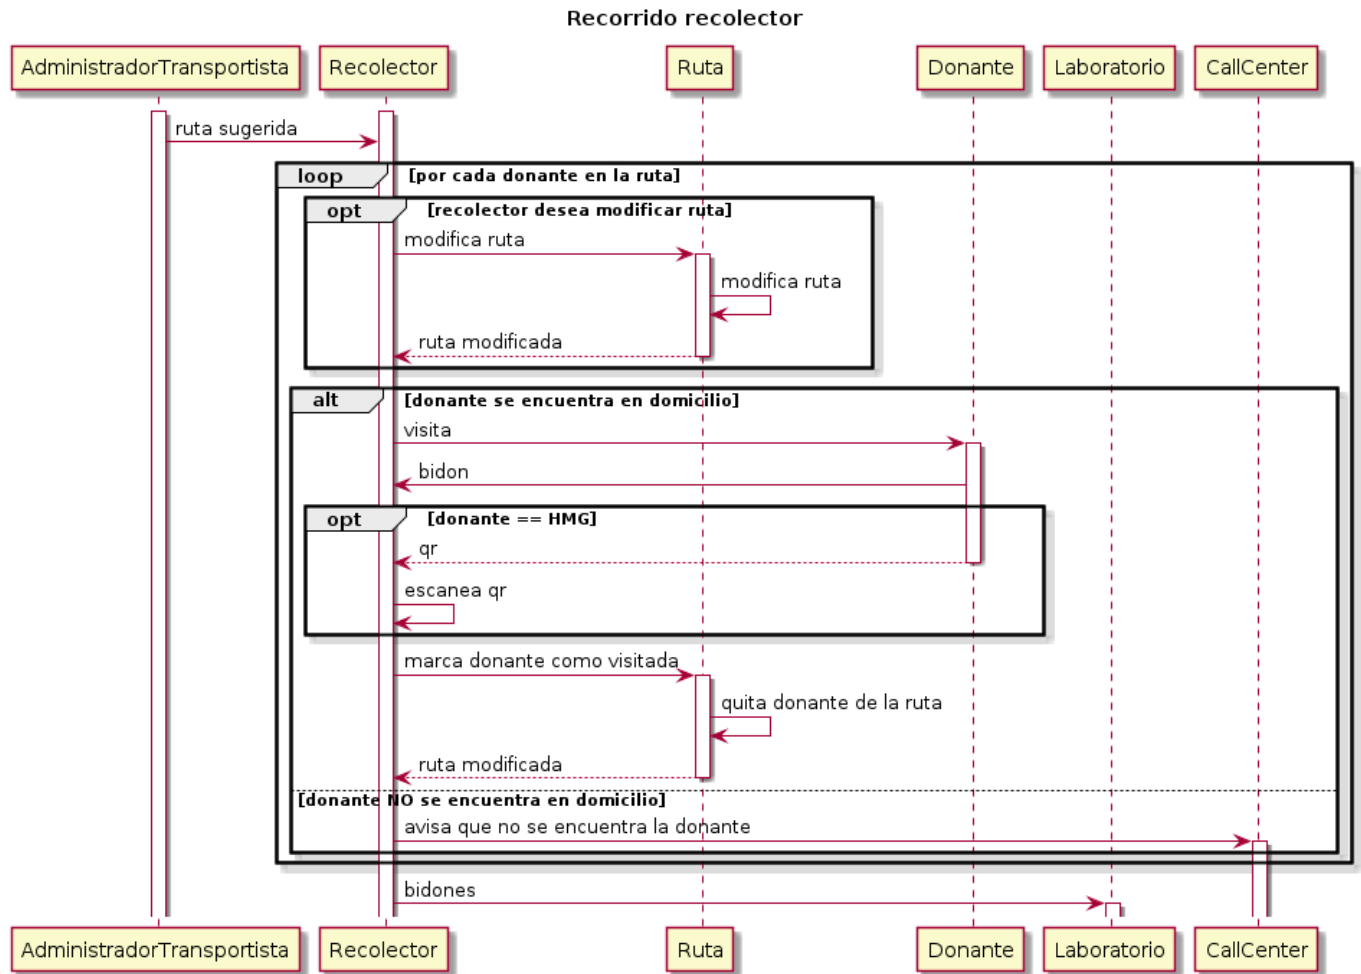 Recorrido recolector
AdministradorTransportista
Recolector
Ruta
Donante
Laboratorio
CallCenter
ruta sugerida
loop
[por cada donante en la ruta]
opt
[recolector desea modificar ruta]
modifica ruta
modifica ruta
ruta modificada
alt
[donante se encuentra en domicilio]
visita
bidon
opt
[donante == HMG]
qr
escanea qr
marca donante como visitada
quita donante de la ruta
ruta modificada
[donante NO se encuentra en domicilio]
avisa que no se encuentra la donante
bidones
AdministradorTransportista
Recolector
Ruta
Donante
Laboratorio
CallCenter